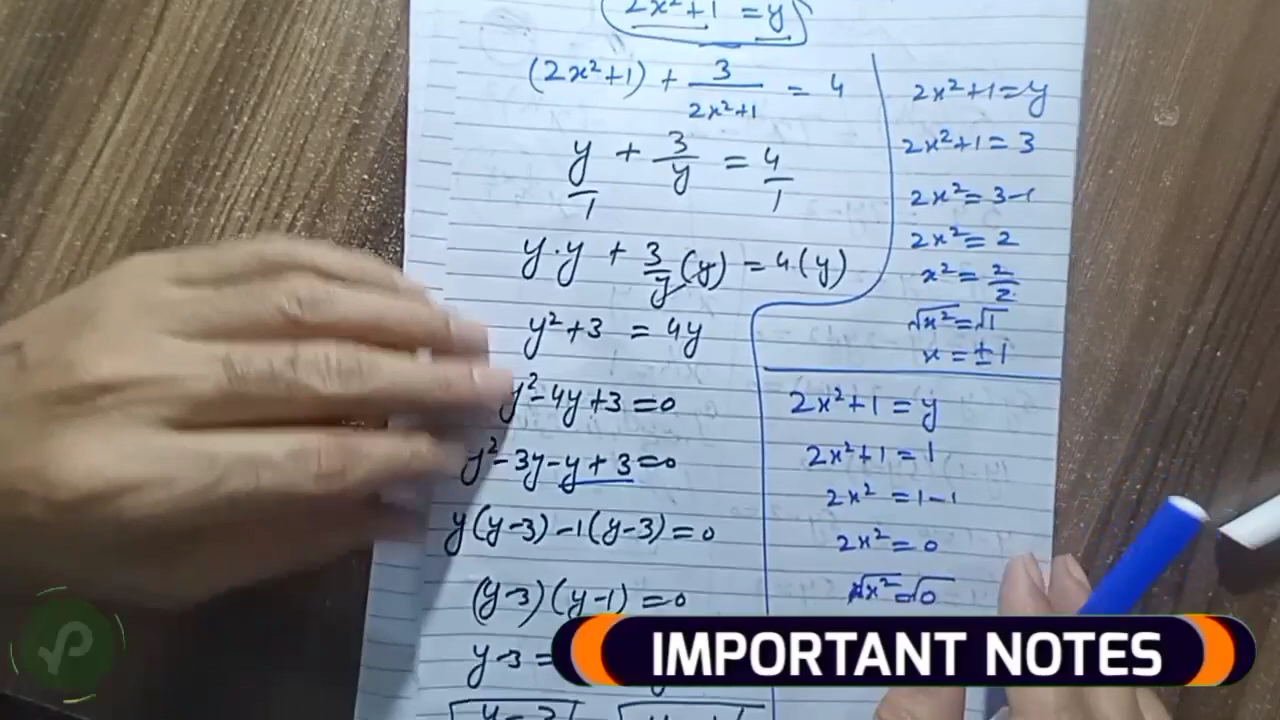 2x²+1 = y
(2x²+1) + 3/(2x²+1) = 4
y/1 + 3/y = 4/1
y·y + 3/y (y) = 4·(y)
y²+3 = 4y
y²-4y+3=0
y²-3y-y+3=0
y(y-3)-1(y-3)=0
(y-3)(y-1)=0
y-3=
2x²+1=y
2x²+1=3
2x²=3-1
2x²=2
x²=2/2
√x²=√1
x=±1
2x²+1=y
2x²+1=1
2x²=1-1
2x²=0
√x²=√0
IMPORTANT NOTES